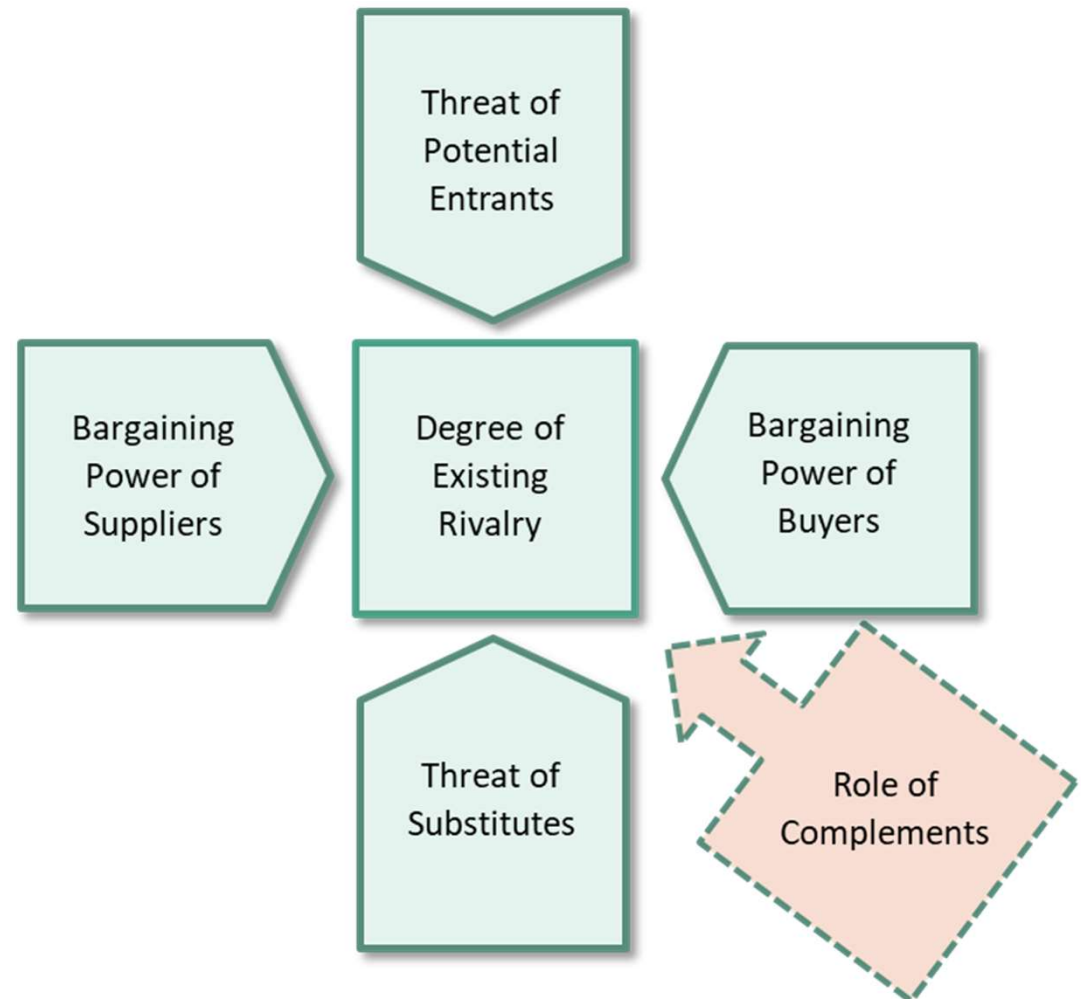 Threat of
Potential
Entrants
Bargaining
Power of
Suppliers
Degree of
Existing
Rivalry
Bargaining
Power of
Buyers
Threat of
Substitutes
Role of
Complements